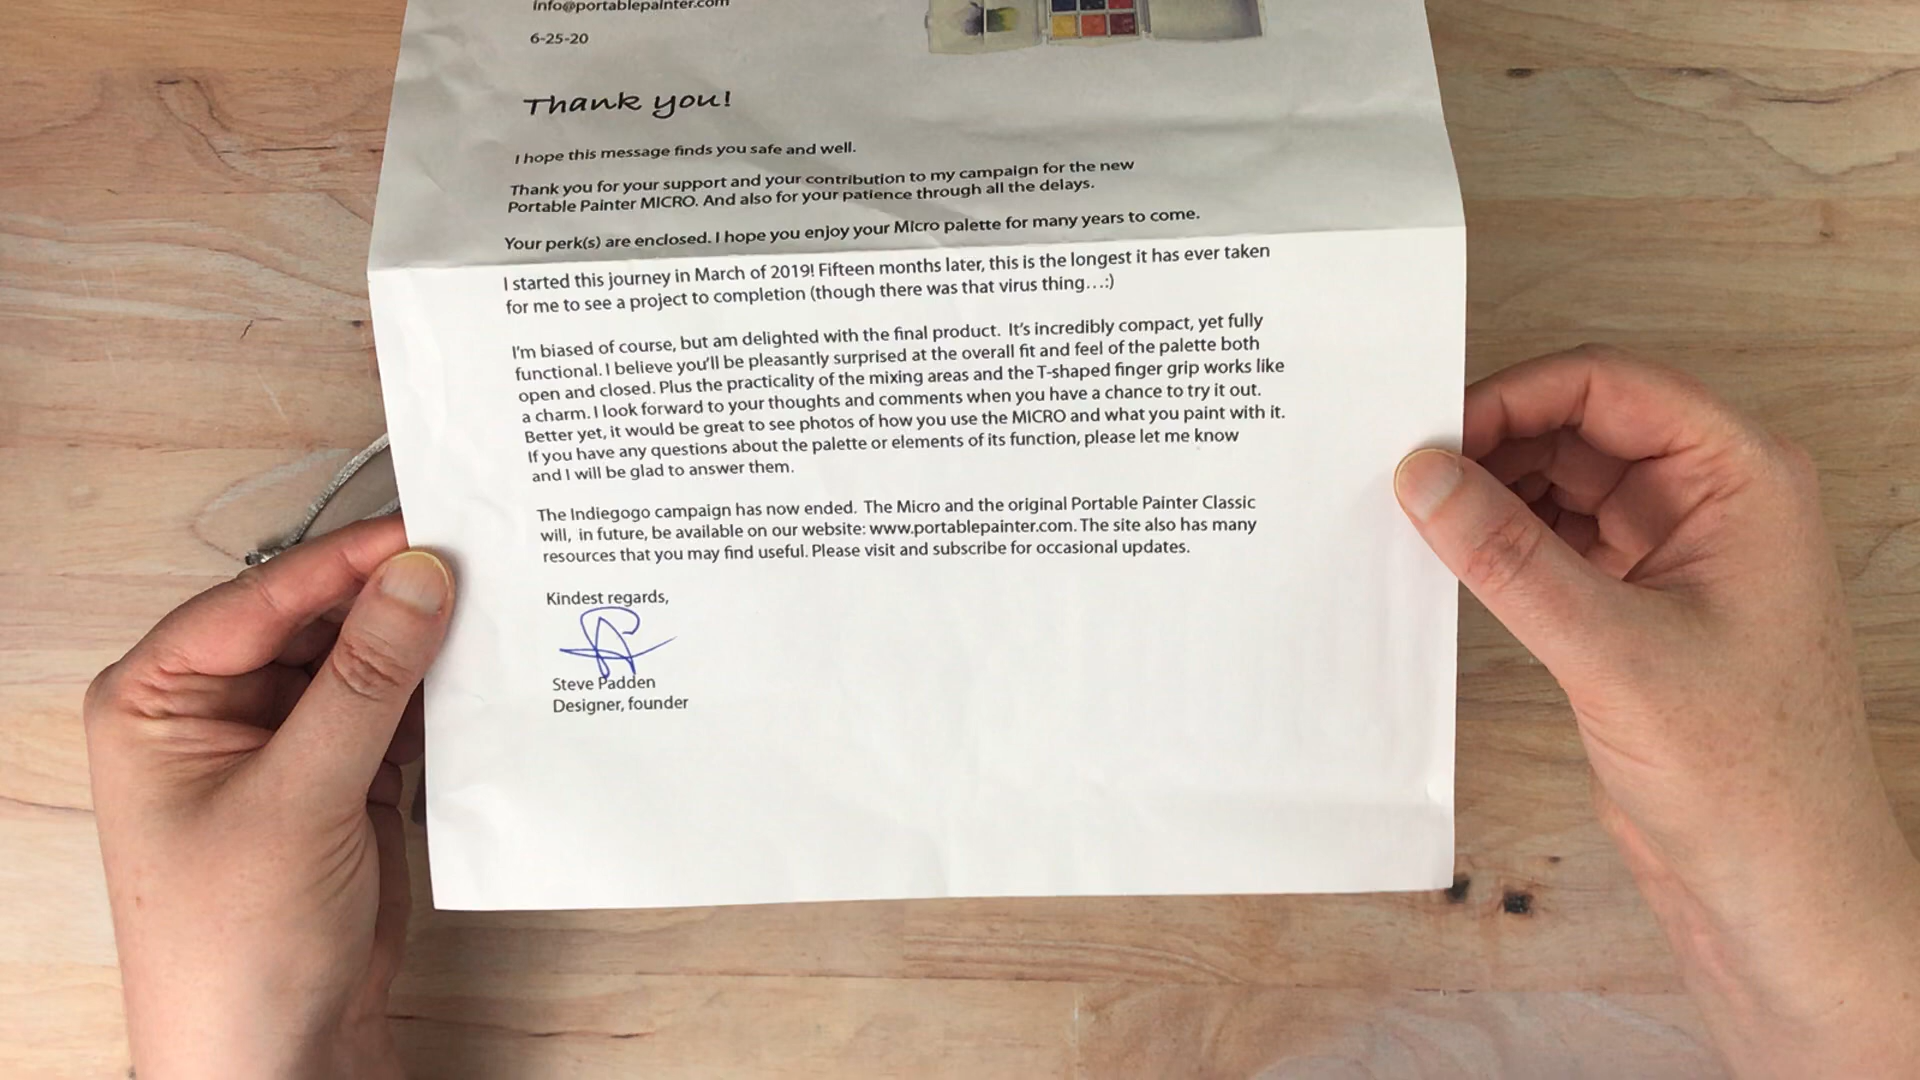 info@portablepainter.com
6-25-20
Thank you!
I hope this message finds you safe and well.
Thank you for your support and your contribution to my campaign for the new
Portable Painter MICRO. And also for your patience through all the delays.
Your perk(s) are enclosed. I hope you enjoy your MIcro palette for many years to come.
I started this journey in March of 2019! Fifteen months later, this is the longest it has ever taken
for me to see a project to completion (though there was that virus thing…:)
I'm biased of course, but am delighted with the final product. It's incredibly compact, yet fully
functional. I believe you'll be pleasantly surprised at the overall fit and feel of the palette both
open and closed. Plus the practicality of the mixing areas and the T-shaped finger grip works like
a charm. I look forward to your thoughts and comments when you have a chance to try it out.
Better yet, it would be great to see photos of how you use the MICRO and what you paint with it.
If you have any questions about the palette or elements of its function, please let me know
and I will be glad to answer them.
The Indiegogo campaign has now ended. The Micro and the original Portable Painter Classic
will, in future, be available on our website: www.portablepainter.com. The site also has many
resources that you may find useful. Please visit and subscribe for occasional updates.
Kindest regards,
Steve Padden
Designer, founder